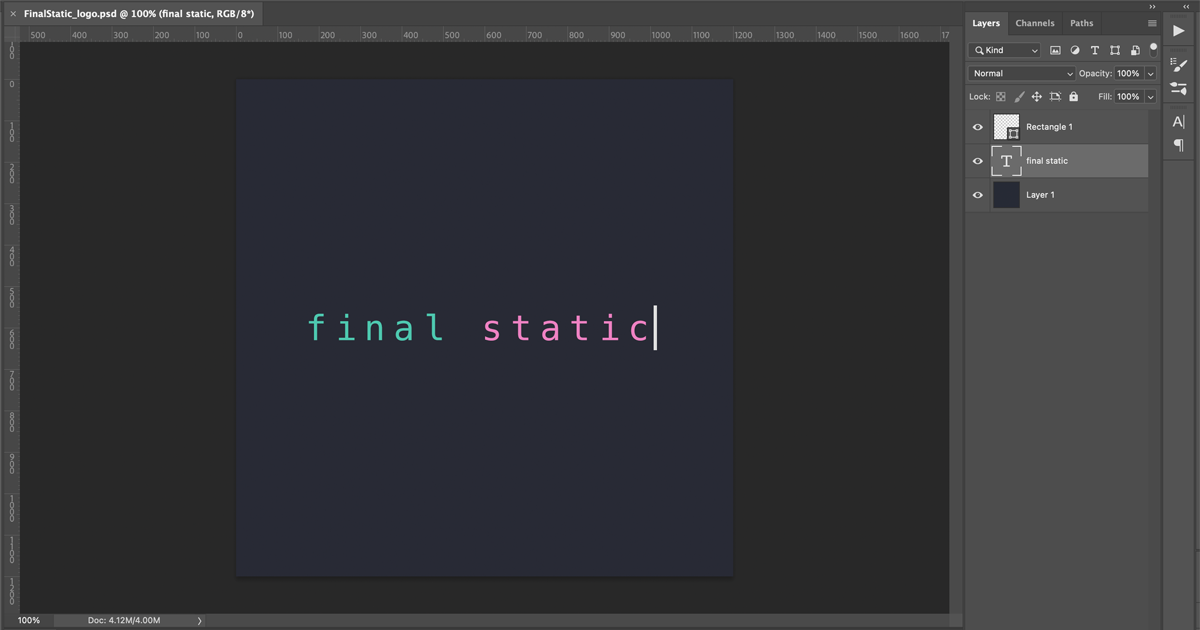 × FinalStatic_logo.psd @ 100% (final static, RGB/8*)
500 400 300 200 100 0 100 200 300 400 500 600 700 800 900 1000 1100 1200 1300 1400 1500 1600 17
100
0
100
200
300
400
500
600
700
800
900
1000
1100
1200
final static
100% Doc: 4.12M/4.00M
Layers Channels Paths
Kind
Normal Opacity: 100%
Lock: Fill: 100%
Rectangle 1
T final static
Layer 1
A